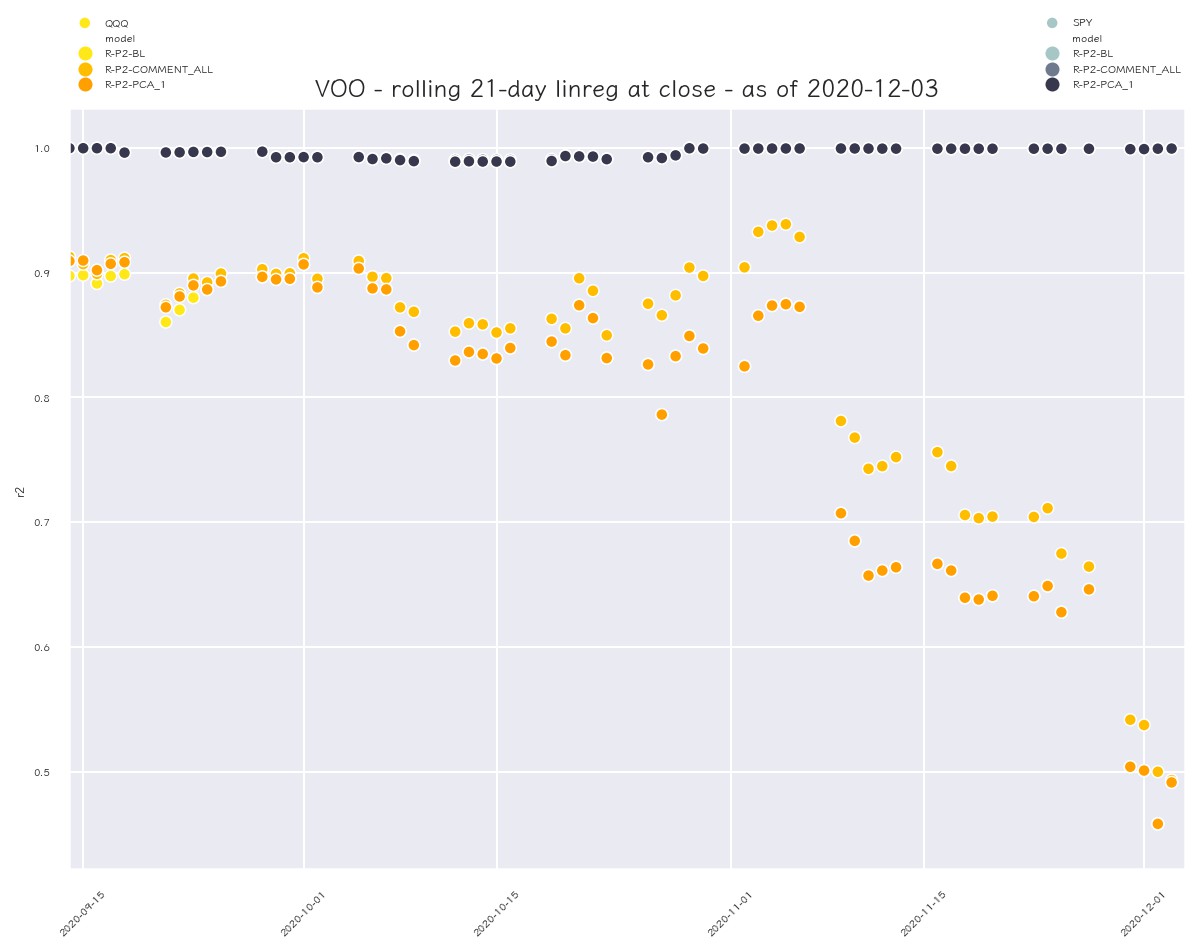 QQQ
model
R-P2-BL
R-P2-COMMENT_ALL
R-P2-PCA_1
SPY
model
R-P2-BL
R-P2-COMMENT_ALL
R-P2-PCA_1
VOO - rolling 21-day linreg at close - as of 2020-12-03
1.0
0.9
0.8
0.7
0.6
0.5
r2
2020-09-15
2020-10-01
2020-10-15
2020-11-01
2020-11-15
2020-12-01